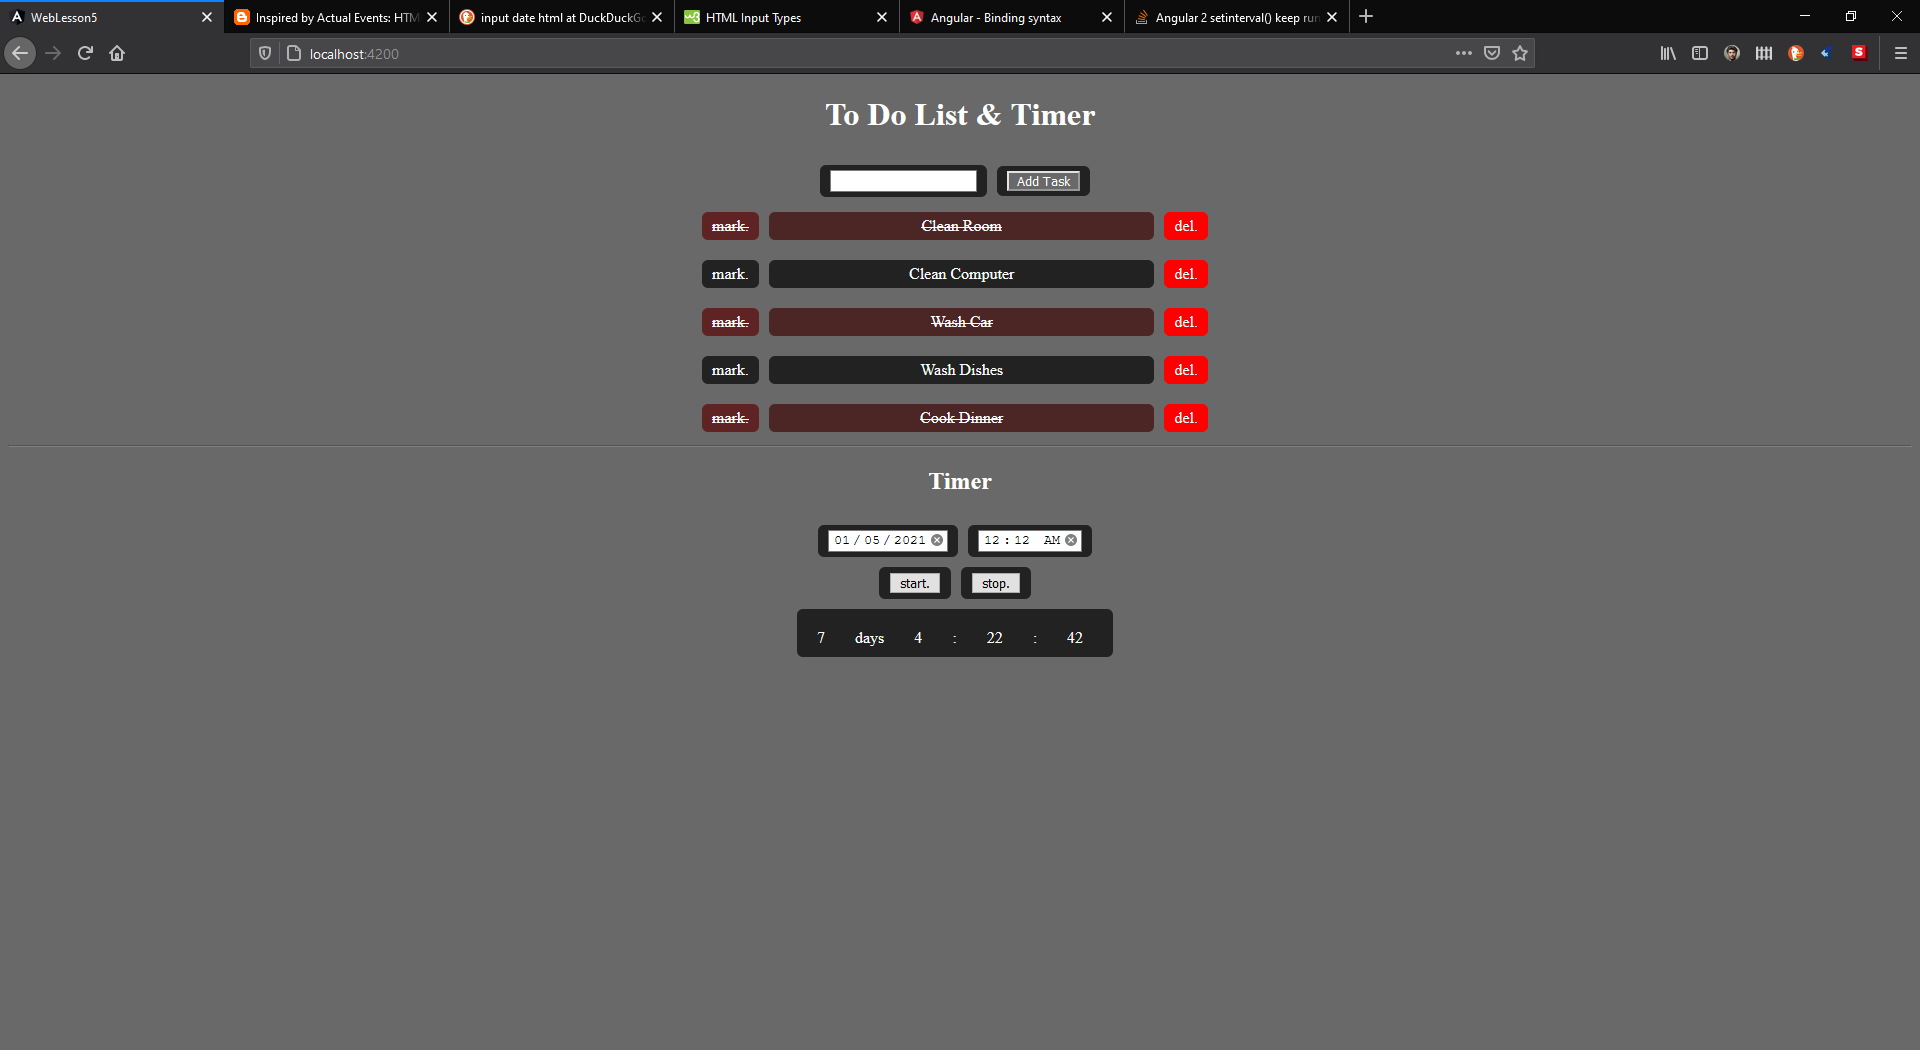 WebLesson5
Inspired by Actual Events: HTM
input date html at DuckDuckGo
HTML Input Types
Angular - Binding syntax
Angular 2 setinterval() keep run
localhost:4200
To Do List & Timer
Add Task
mark. Clean Room del.
mark. Clean Computer del.
mark. Wash Car del.
mark. Wash Dishes del.
mark. Cook Dinner del.
Timer
01 / 05 / 2021 12 : 12 AM
start. stop.
7 days 4 : 22 : 42